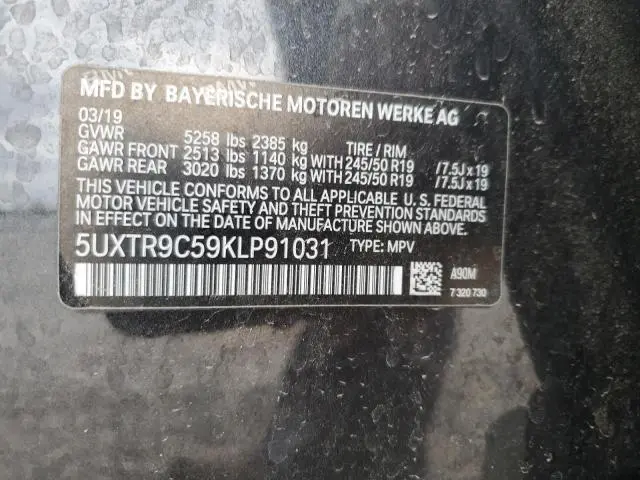 MFD BY BAYERISCHE MOTOREN WERKE AG
03/19
GVWR 5258 lbs 2385 kg TIRE / RIM
GAWR FRONT 2513 lbs 1140 kg WITH 245/50 R19 /7.5J x 19
GAWR REAR 3020 lbs 1370 kg WITH 245/50 R19 /7.5J x 19
THIS VEHICLE CONFORMS TO ALL APPLICABLE U. S. FEDERAL
MOTOR VEHICLE SAFETY AND THEFT PREVENTION STANDARDS
IN EFFECT ON THE DATE OF MANUFACTURE SHOWN ABOVE.
5UXTR9C59KLP91031 TYPE: MPV
A90M
7 320 730